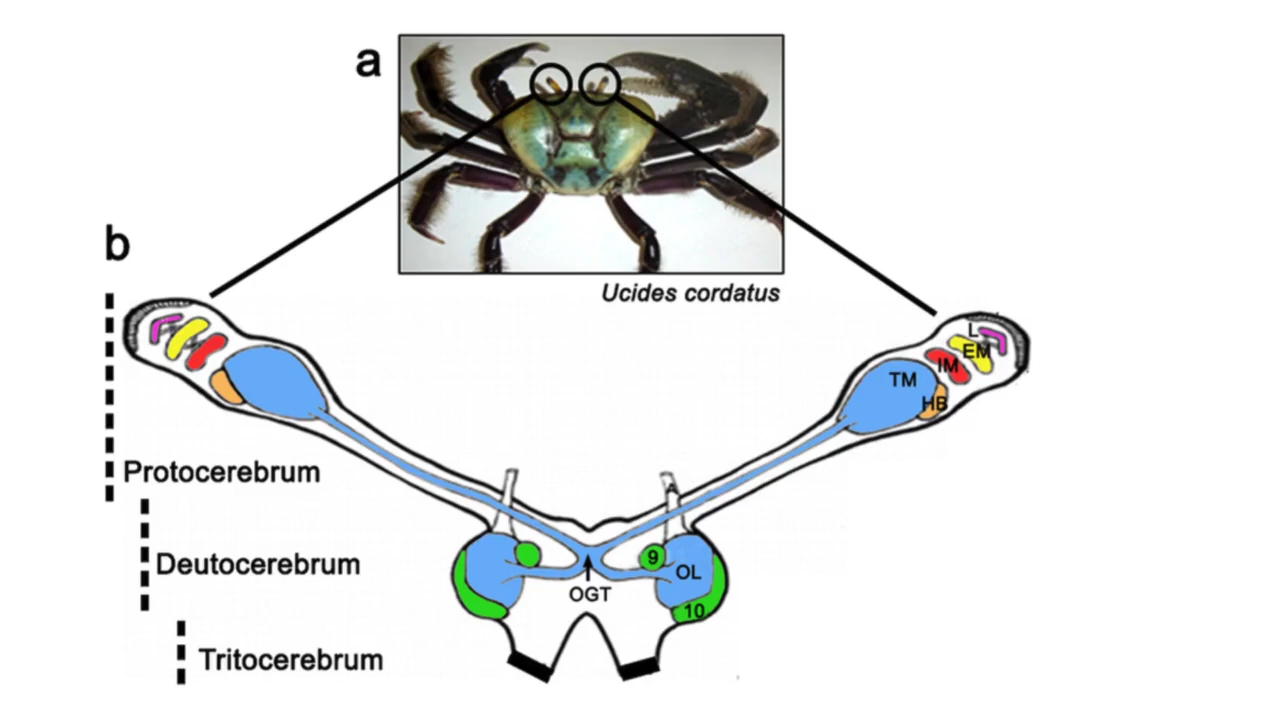 a
Ucides cordatus
b
L
EM
IM
TM
HB
Protocerebrum
A
9
Deutocerebrum
OL
OGT
10
Tritocerebrum